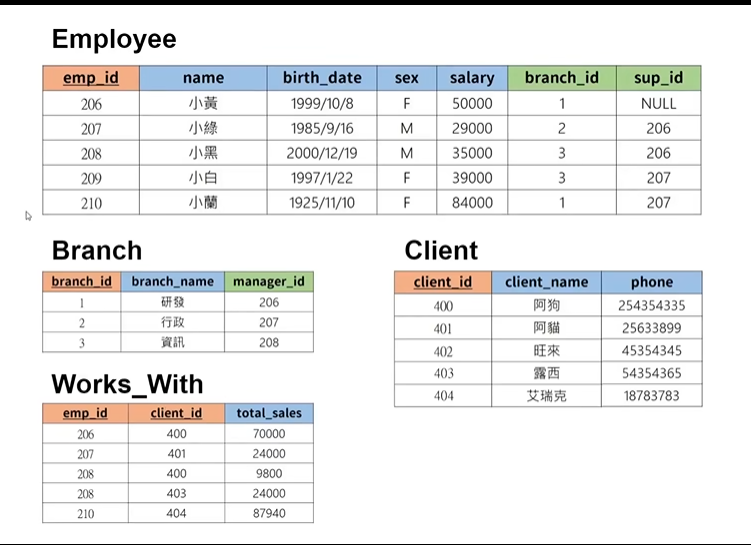 Employee
emp_id name birth_date sex salary branch_id sup_id
206 小黃 1999/10/8 F 50000 1 NULL
207 小綠 1985/9/16 M 29000 2 206
208 小黑 2000/12/19 M 35000 3 206
209 小白 1997/1/22 F 39000 3 207
210 小蘭 1925/11/10 F 84000 1 207
Branch
branch_id branch_name manager_id
1 研發 206
2 行政 207
3 資訊 208
Client
client_id client_name phone
400 阿狗 254354335
401 阿貓 25633899
402 旺來 45354345
403 露西 54354365
404 艾瑞克 18783783
Works_With
emp_id client_id total_sales
206 400 70000
207 401 24000
208 400 9800
208 403 24000
210 404 87940